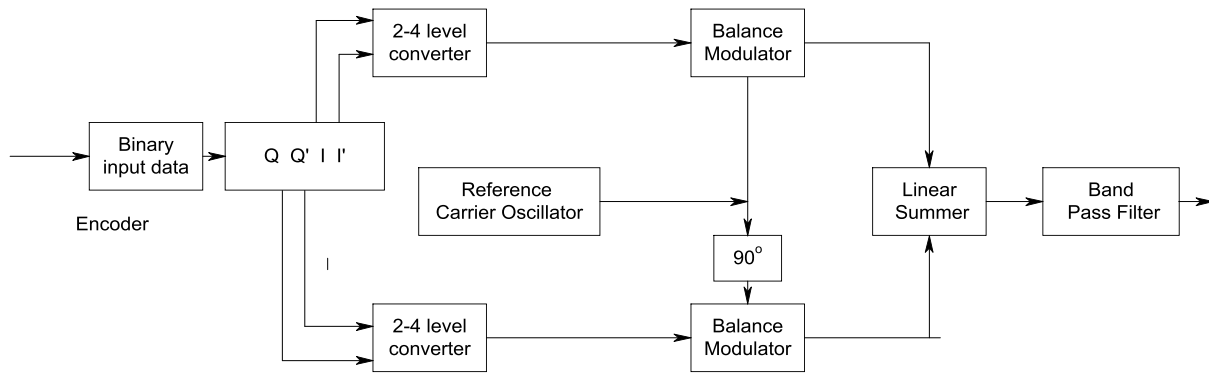 2-4 level
converter
Balance
Modulator
Binary
input data
Q Q' I I'
Encoder
Reference
Carrier Oscillator
Linear
Summer
Band
Pass Filter
90°
I
2-4 level
converter
Balance
Modulator